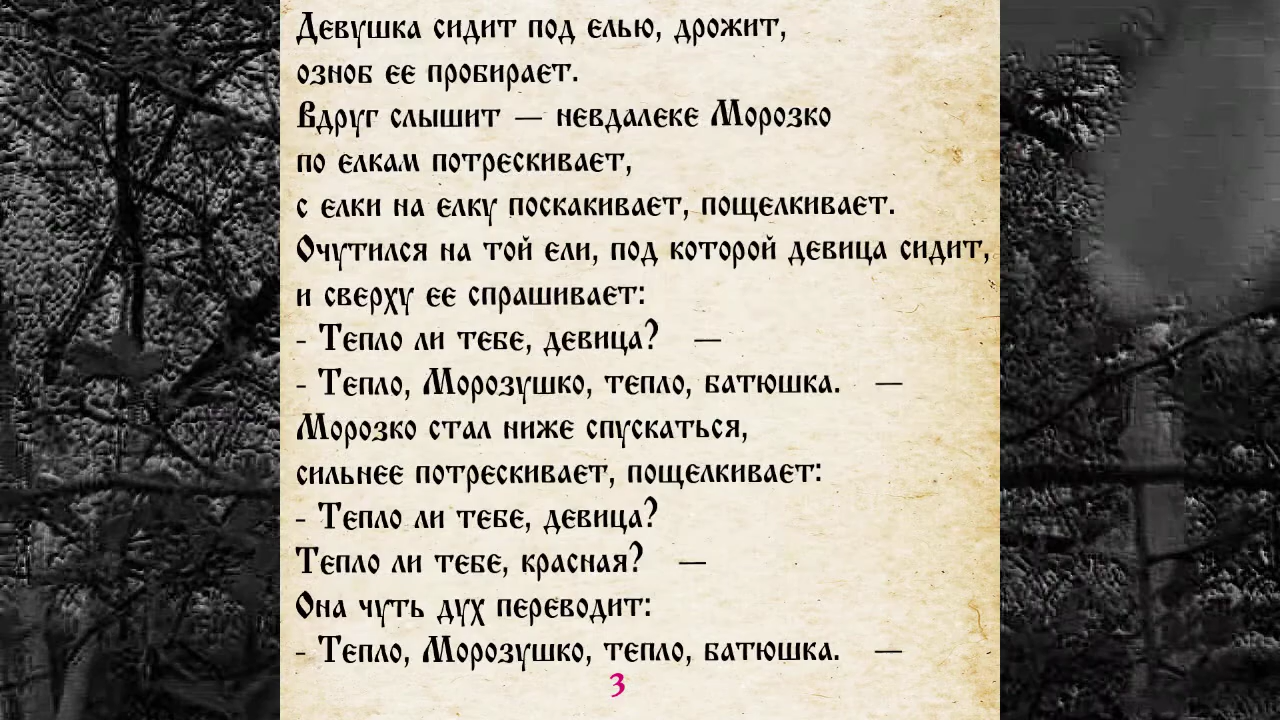 Девушка сидит под елью, дрожит,
озноб ее пробирает.
Вдруг слышит — невдалеке Морозко
по елкам потрескивает,
с елки на елку поскакивает, пощелкивает.
Очутился на той ели, под которой девица сидит,
и сверху ее спрашивает:
- Тепло ли тебе, девица? —
- Тепло, Морозушко, тепло, батюшка. —
Морозко стал ниже спускаться,
сильнее потрескивает, пощелкивает:
- Тепло ли тебе, девица?
Тепло ли тебе, красная? —
Она чуть дух переводит:
- Тепло, Морозушко, тепло, батюшка. —
3